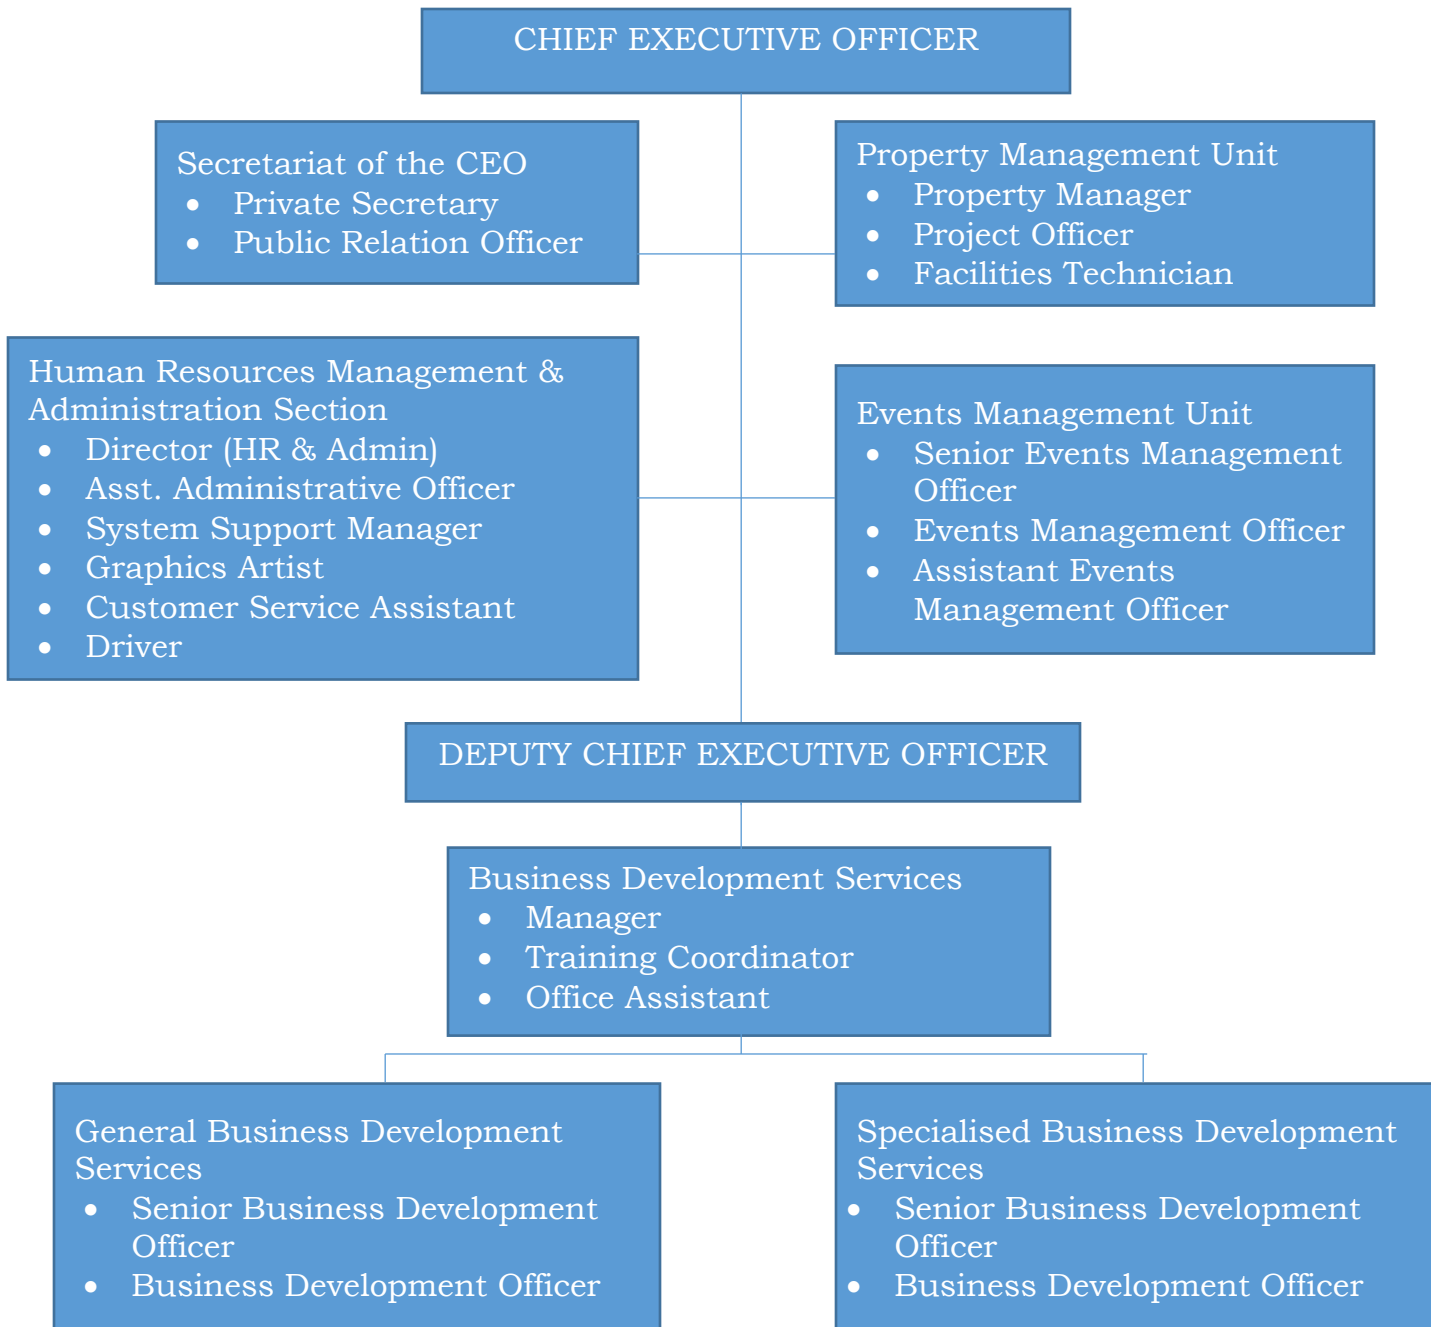 CHIEF EXECUTIVE OFFICER
Secretariat of the CEO
• Private Secretary
• Public Relation Officer
Property Management Unit
• Property Manager
• Project Officer
• Facilities Technician
Human Resources Management &
Administration Section
• Director (HR & Admin)
• Asst. Administrative Officer
• System Support Manager
• Graphics Artist
• Customer Service Assistant
• Driver
Events Management Unit
• Senior Events Management
Officer
• Events Management Officer
• Assistant Events
Management Officer
DEPUTY CHIEF EXECUTIVE OFFICER
Business Development Services
• Manager
• Training Coordinator
• Office Assistant
General Business Development
Services
• Senior Business Development
Officer
• Business Development Officer
Specialised Business Development
Services
• Senior Business Development
Officer
• Business Development Officer